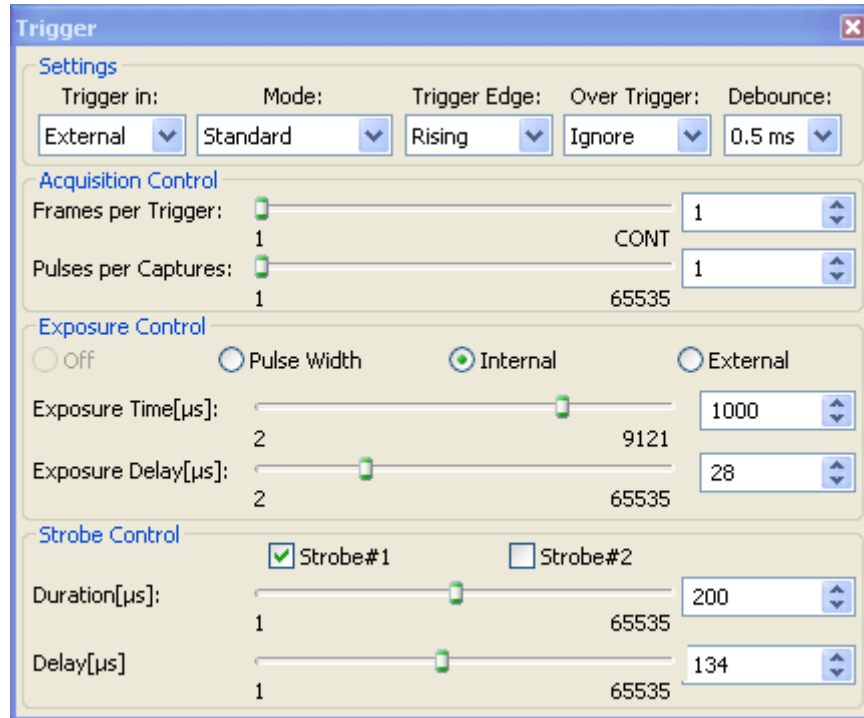 Trigger
Settings
Trigger in: Mode: Trigger Edge: Over Trigger: Debounce:
External Standard Rising Ignore 0.5 ms
Acquisition Control
Frames per Trigger: 1
1 CONT
Pulses per Captures: 1
1 65535
Exposure Control
Off Pulse Width Internal External
Exposure Time[µs]: 1000
2 9121
Exposure Delay[µs]: 28
2 65535
Strobe Control
Strobe#1 Strobe#2
Duration[µs]: 200
1 65535
Delay[µs] 134
1 65535